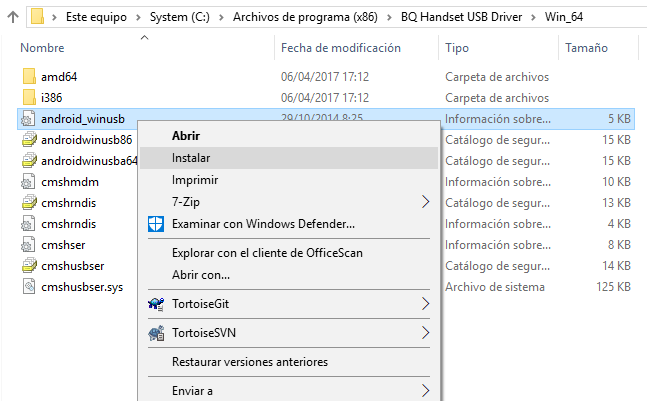 Este equipo > System (C:) > Archivos de programa (x86) > BQ Handset USB Driver > Win_64
Nombre Fecha de modificación Tipo Tamaño
amd64 06/04/2017 17:12 Carpeta de archivos
i386 06/04/2017 17:12 Carpeta de archivos
android_winusb 29/10/2014 8:25 Información sobre... 5 KB
androidwinusb86 Catálogo de segur... 15 KB
androidwinusba64 Catálogo de segur... 15 KB
cmshmdm Información sobre... 10 KB
cmshrndis Catálogo de segur... 13 KB
cmshrndis Información sobre... 4 KB
cmshser Información sobre... 8 KB
cmshusbser Catálogo de segur... 14 KB
cmshusbser.sys Archivo de sistema 125 KB
Abrir
Instalar
Imprimir
7-Zip
Examinar con Windows Defender...
Explorar con el cliente de OfficeScan
Abrir con...
TortoiseGit
TortoiseSVN
Restaurar versiones anteriores
Enviar a